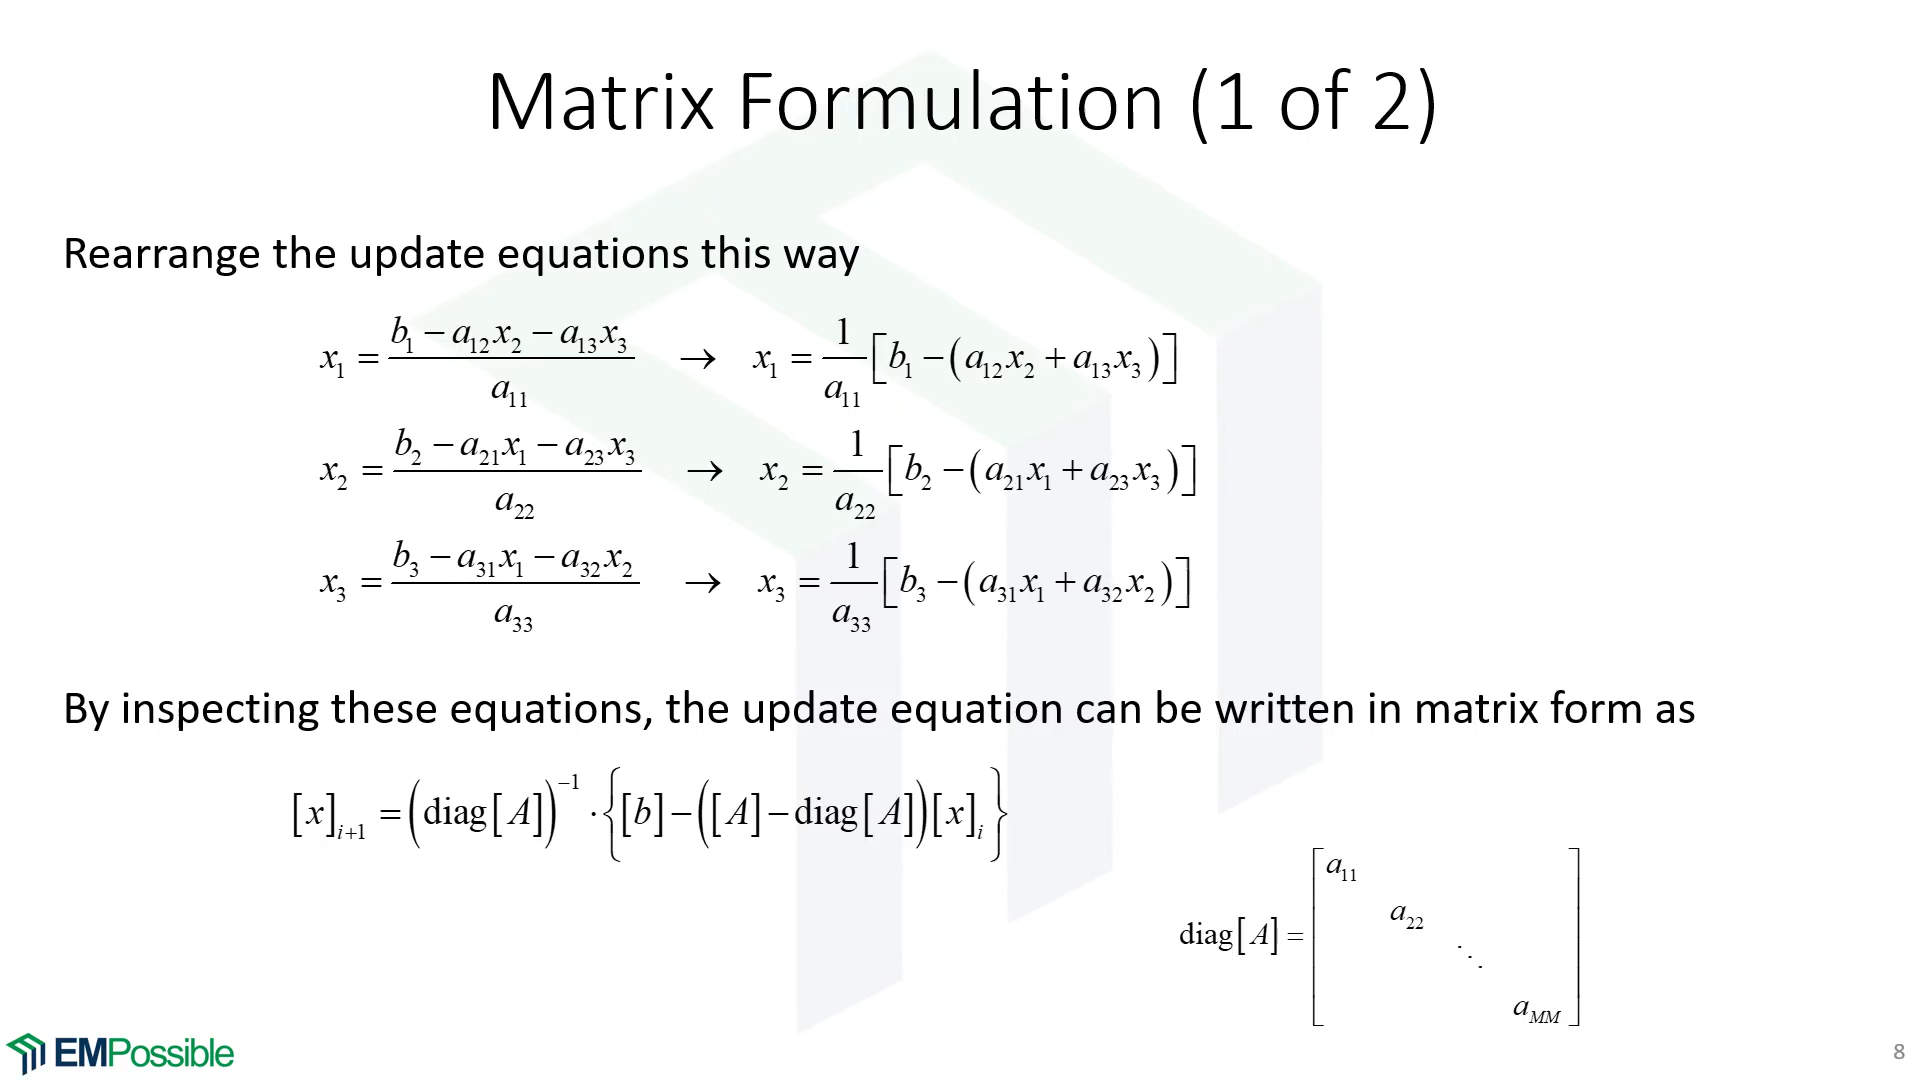 Matrix Formulation (1 of 2)
Rearrange the update equations this way
x₁ = (b₁ − a₁₂x₂ − a₁₃x₃) / a₁₁ → x₁ = 1/a₁₁ [b₁ − (a₁₂x₂ + a₁₃x₃)]
x₂ = (b₂ − a₂₁x₁ − a₂₃x₃) / a₂₂ → x₂ = 1/a₂₂ [b₂ − (a₂₁x₁ + a₂₃x₃)]
x₃ = (b₃ − a₃₁x₁ − a₃₂x₂) / a₃₃ → x₃ = 1/a₃₃ [b₃ − (a₃₁x₁ + a₃₂x₂)]
By inspecting these equations, the update equation can be written in matrix form as
[x]ᵢ₊₁ = (diag[A])⁻¹ · {[b] − ([A] − diag[A])[x]ᵢ}
diag[A] = [a₁₁ a₂₂ ⋱ a_MM]
EMPossible
8